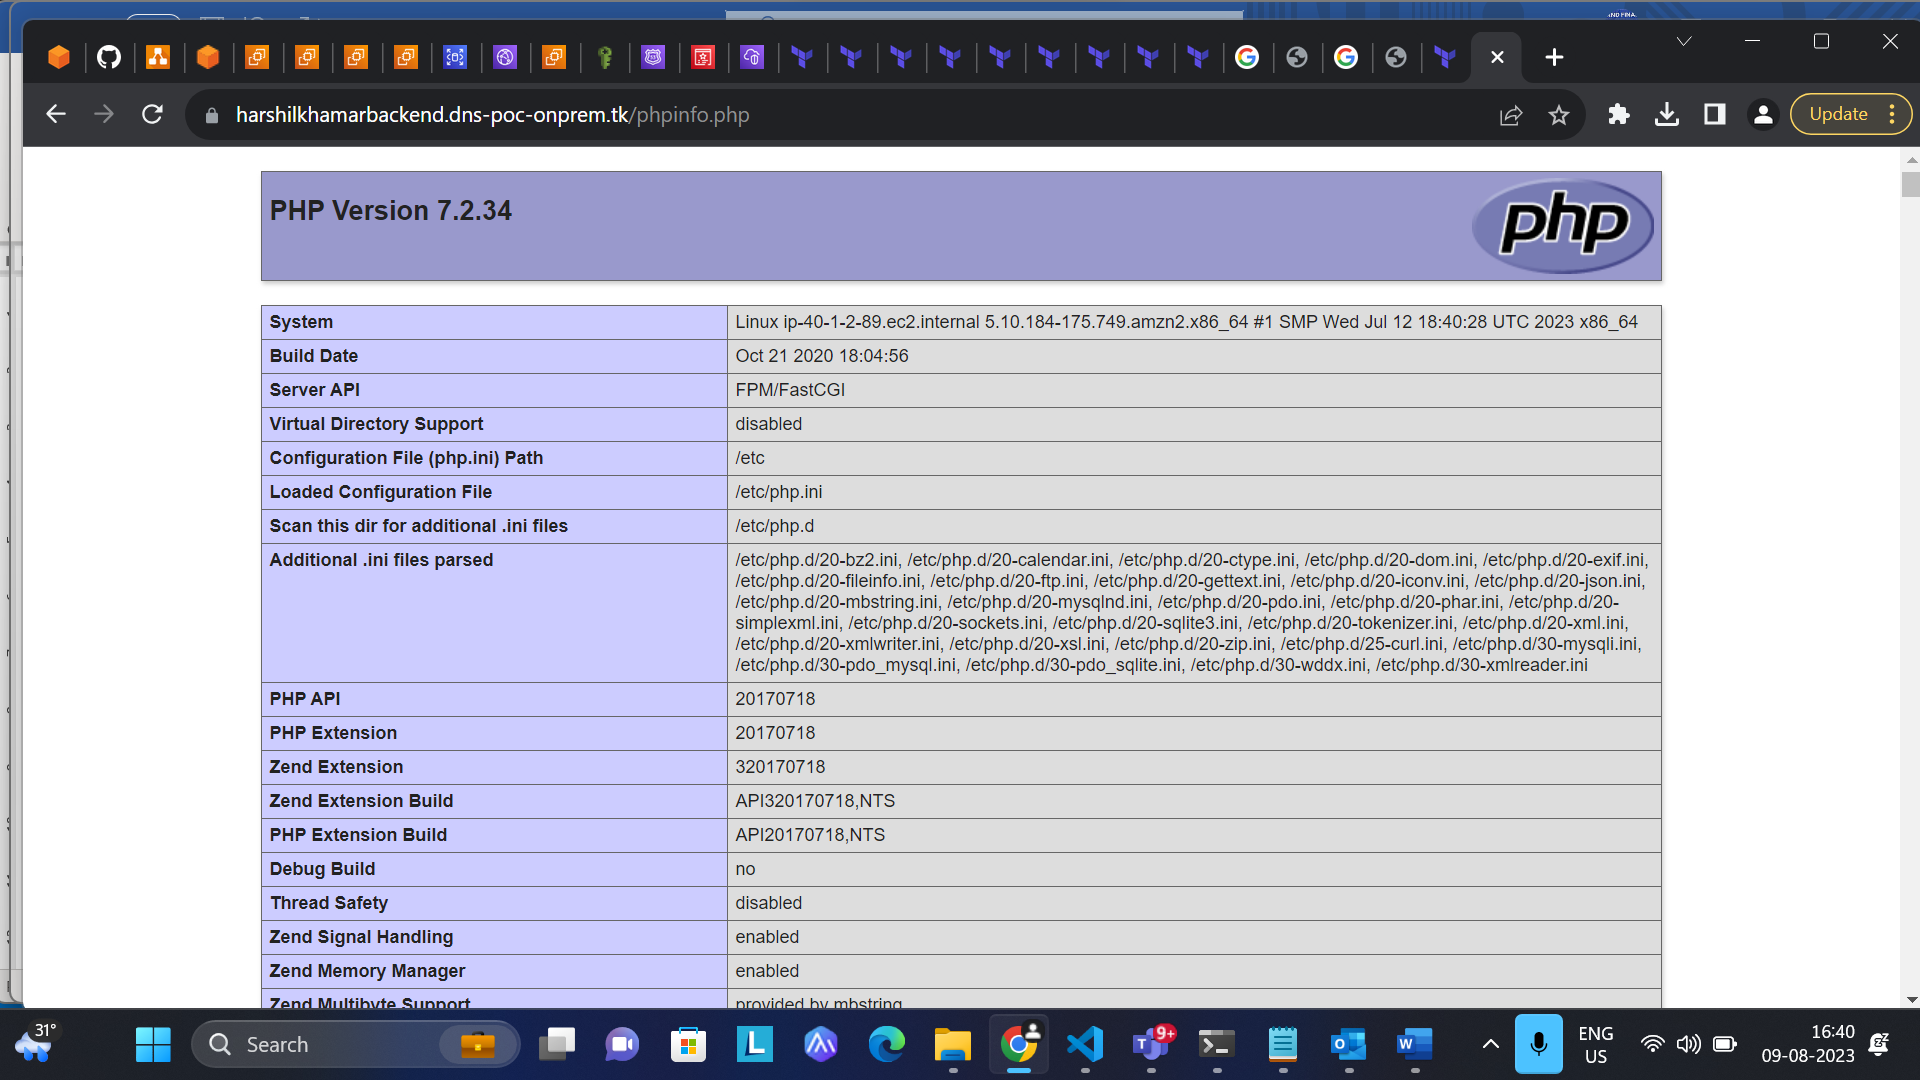 AND FINA.
harshilkhamarbackend.dns-poc-onprem.tk/phpinfo.php
Update
PHP Version 7.2.34
php
System Linux ip-40-1-2-89.ec2.internal 5.10.184-175.749.amzn2.x86_64 #1 SMP Wed Jul 12 18:40:28 UTC 2023 x86_64
Build Date Oct 21 2020 18:04:56
Server API FPM/FastCGI
Virtual Directory Support disabled
Configuration File (php.ini) Path /etc
Loaded Configuration File /etc/php.ini
Scan this dir for additional .ini files /etc/php.d
Additional .ini files parsed /etc/php.d/20-bz2.ini, /etc/php.d/20-calendar.ini, /etc/php.d/20-ctype.ini, /etc/php.d/20-dom.ini, /etc/php.d/20-exif.ini,
/etc/php.d/20-fileinfo.ini, /etc/php.d/20-ftp.ini, /etc/php.d/20-gettext.ini, /etc/php.d/20-iconv.ini, /etc/php.d/20-json.ini,
/etc/php.d/20-mbstring.ini, /etc/php.d/20-mysqlnd.ini, /etc/php.d/20-pdo.ini, /etc/php.d/20-phar.ini, /etc/php.d/20-
simplexml.ini, /etc/php.d/20-sockets.ini, /etc/php.d/20-sqlite3.ini, /etc/php.d/20-tokenizer.ini, /etc/php.d/20-xml.ini,
/etc/php.d/20-xmlwriter.ini, /etc/php.d/20-xsl.ini, /etc/php.d/20-zip.ini, /etc/php.d/25-curl.ini, /etc/php.d/30-mysqli.ini,
/etc/php.d/30-pdo_mysql.ini, /etc/php.d/30-pdo_sqlite.ini, /etc/php.d/30-wddx.ini, /etc/php.d/30-xmlreader.ini
PHP API 20170718
PHP Extension 20170718
Zend Extension 320170718
Zend Extension Build API320170718,NTS
PHP Extension Build API20170718,NTS
Debug Build no
Thread Safety disabled
Zend Signal Handling enabled
Zend Memory Manager enabled
Zend Multibyte Support provided by mbstring
31°
Search
9+
ENG
US
16:40
09-08-2023